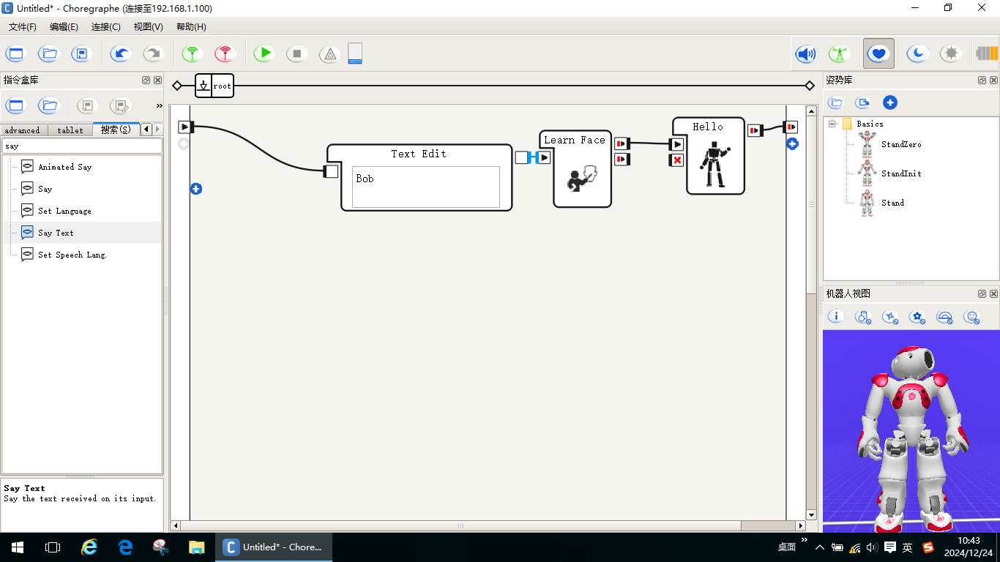 Untitled* - Choregraphe (连接至192.168.1.100)
文件(F) 编辑(E) 连接(C) 视图(V) 帮助(H)
指令盒库
advanced tablet 搜索(S)
say
Animated Say
Say
Set Language
Say Text
Set Speech Lang.
Say Text
Say the text received on its input.
root
Text Edit
Bob
Learn Face
Hello
姿势库
Basics
StandZero
StandInit
Stand
机器人视图
Untitled* - Chore...
桌面
英
10:43
2024/12/24